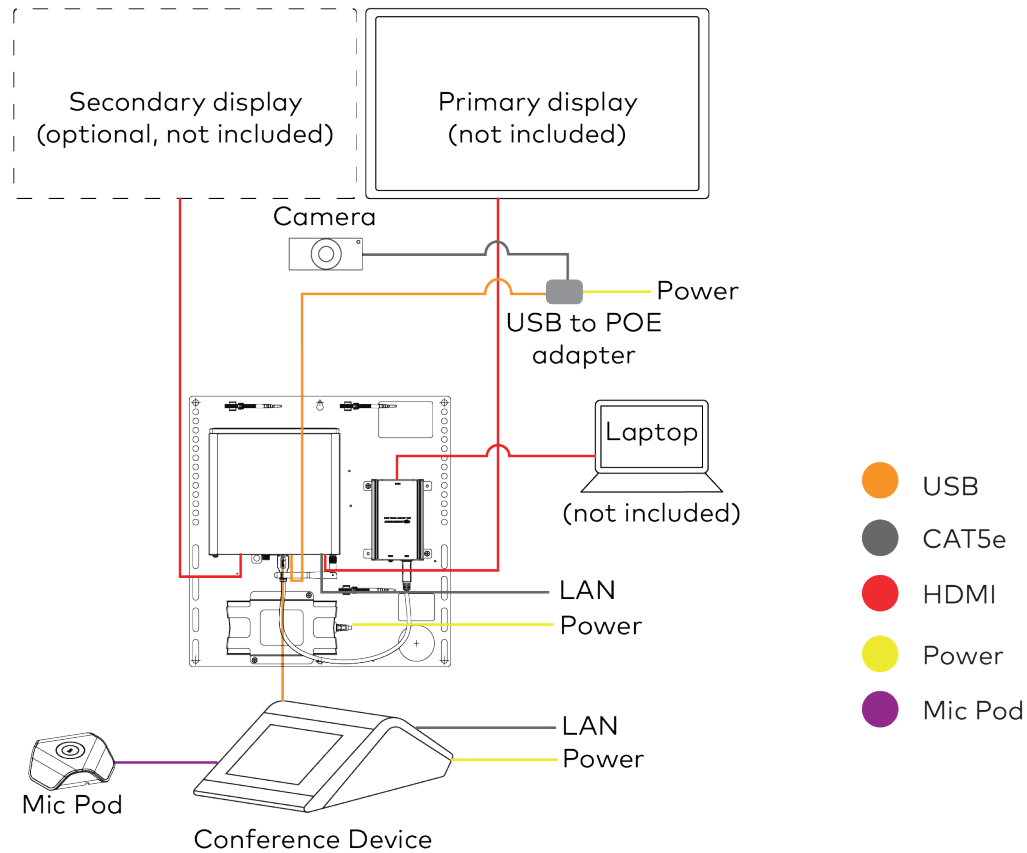 Secondary display
(optional, not included)
Primary display
(not included)
Camera
Power
USB to POE
adapter
Laptop
(not included)
LAN
Power
LAN
Power
Mic Pod
Conference Device
USB
CAT5e
HDMI
Power
Mic Pod